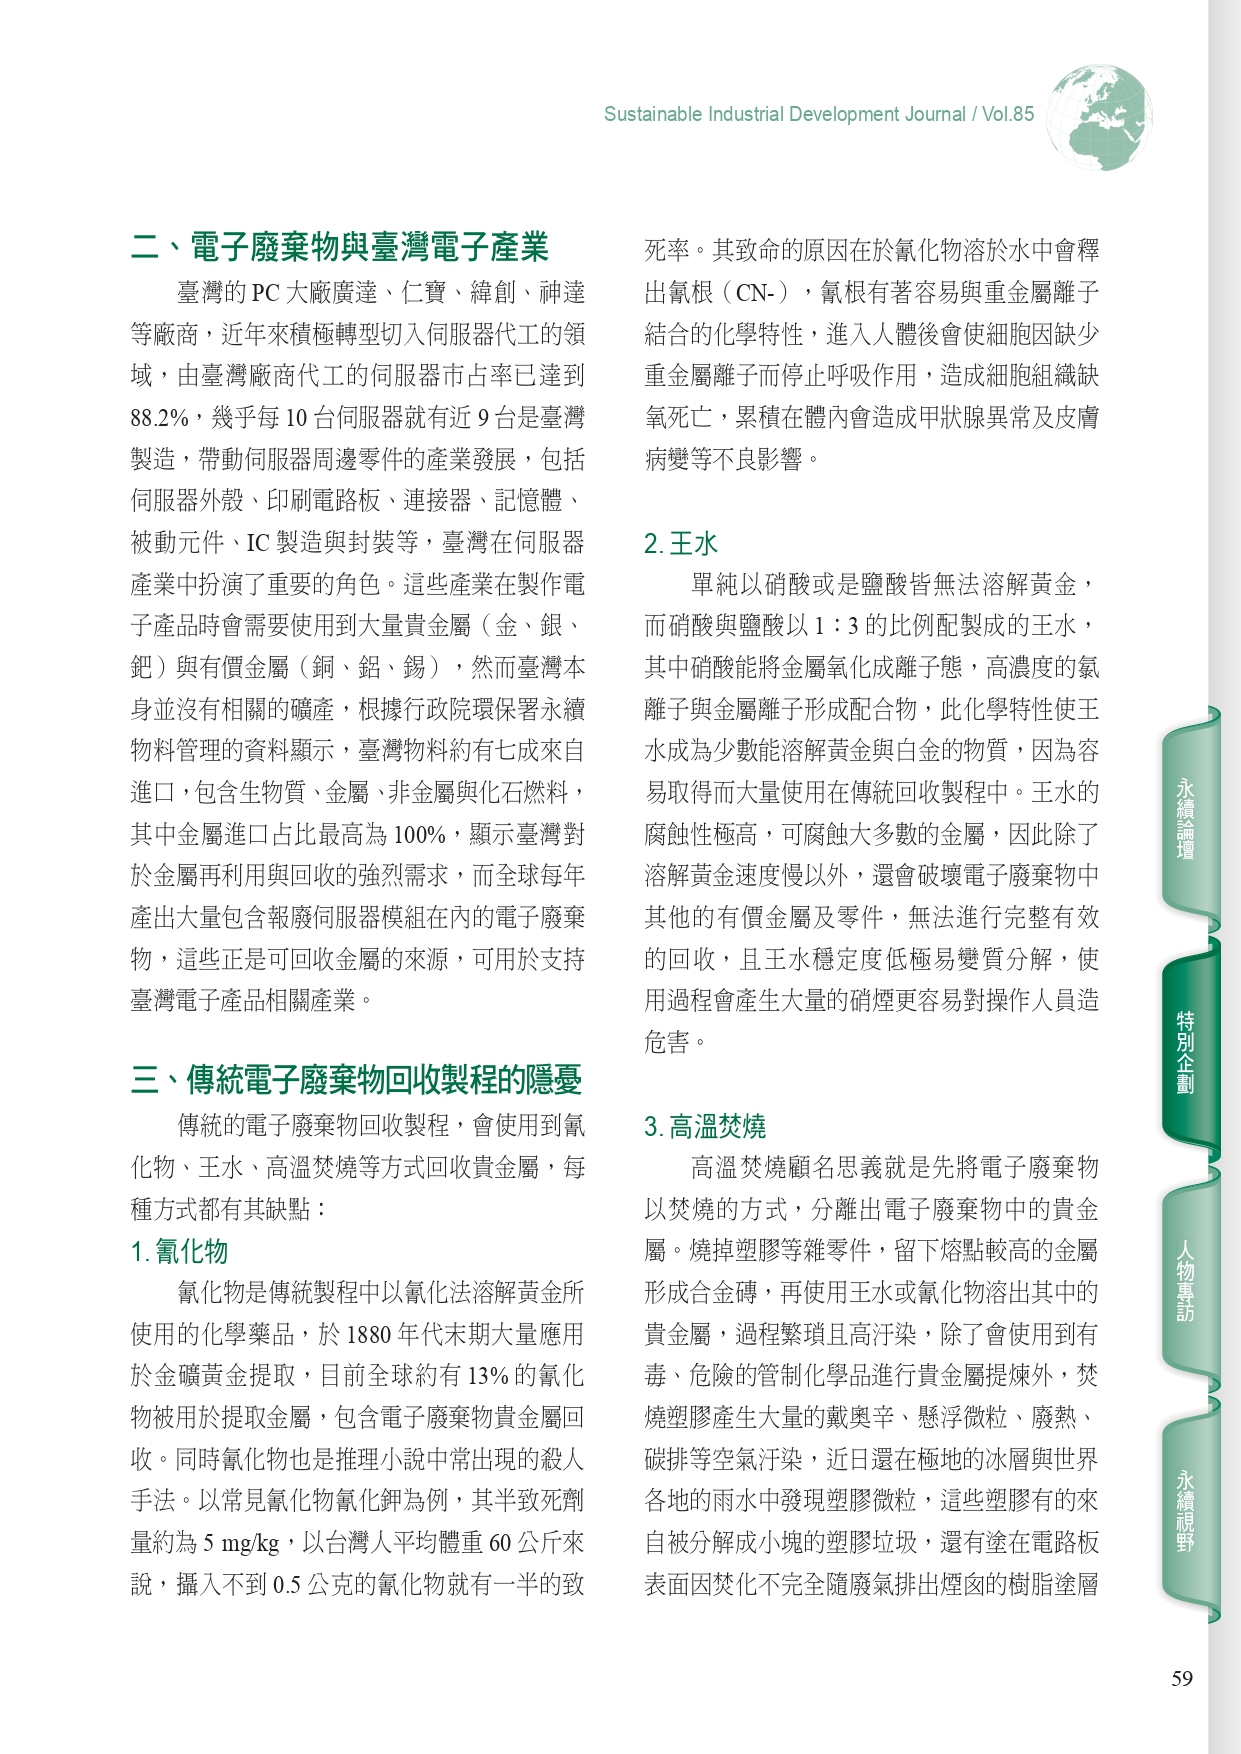 Sustainable Industrial Development Journal / Vol.85
二、電子廢棄物與臺灣電子產業
臺灣的 PC 大廠廣達、仁寶、緯創、神達
等廠商，近年來積極轉型切入伺服器代工的領
域，由臺灣廠商代工的伺服器市占率已達到
88.2%，幾乎每 10 台伺服器就有近 9 台是臺灣
製造，帶動伺服器周邊零件的產業發展，包括
伺服器外殼、印刷電路板、連接器、記憶體、
被動元件、IC 製造與封裝等，臺灣在伺服器
產業中扮演了重要的角色。這些產業在製作電
子產品時會需要使用到大量貴金屬（金、銀、
鈀）與有價金屬（銅、鋁、錫），然而臺灣本
身並沒有相關的礦產，根據行政院環保署永續
物料管理的資料顯示，臺灣物料約有七成來自
進口，包含生物質、金屬、非金屬與化石燃料，
其中金屬進口占比最高為 100%，顯示臺灣對
於金屬再利用與回收的強烈需求，而全球每年
產出大量包含報廢伺服器模組在內的電子廢棄
物，這些正是可回收金屬的來源，可用於支持
臺灣電子產品相關產業。
三、傳統電子廢棄物回收製程的隱憂
傳統的電子廢棄物回收製程，會使用到氰
化物、王水、高溫焚燒等方式回收貴金屬，每
種方式都有其缺點：
1. 氰化物
氰化物是傳統製程中以氰化法溶解黃金所
使用的化學藥品，於 1880 年代末期大量應用
於金礦黃金提取，目前全球約有 13% 的氰化
物被用於提取金屬，包含電子廢棄物貴金屬回
收。同時氰化物也是推理小說中常出現的殺人
手法。以常見氰化物氰化鉀為例，其半致死劑
量約為 5 mg/kg，以台灣人平均體重 60 公斤來
說，攝入不到 0.5 公克的氰化物就有一半的致
死率。其致命的原因在於氰化物溶於水中會釋
出氰根（CN-），氰根有著容易與重金屬離子
結合的化學特性，進入人體後會使細胞因缺少
重金屬離子而停止呼吸作用，造成細胞組織缺
氧死亡，累積在體內會造成甲狀腺異常及皮膚
病變等不良影響。
2. 王水
單純以硝酸或是鹽酸皆無法溶解黃金，
而硝酸與鹽酸以 1：3 的比例配製成的王水，
其中硝酸能將金屬氧化成離子態，高濃度的氯
離子與金屬離子形成配合物，此化學特性使王
水成為少數能溶解黃金與白金的物質，因為容
易取得而大量使用在傳統回收製程中。王水的
腐蝕性極高，可腐蝕大多數的金屬，因此除了
溶解黃金速度慢以外，還會破壞電子廢棄物中
其他的有價金屬及零件，無法進行完整有效
的回收，且王水穩定度低極易變質分解，使
用過程會產生大量的硝煙更容易對操作人員造
危害。
3. 高溫焚燒
高溫焚燒顧名思義就是先將電子廢棄物
以焚燒的方式，分離出電子廢棄物中的貴金
屬。燒掉塑膠等雜零件，留下熔點較高的金屬
形成合金磚，再使用王水或氰化物溶出其中的
貴金屬，過程繁瑣且高汙染，除了會使用到有
毒、危險的管制化學品進行貴金屬提煉外，焚
燒塑膠產生大量的戴奧辛、懸浮微粒、廢熱、
碳排等空氣汙染，近日還在極地的冰層與世界
各地的雨水中發現塑膠微粒，這些塑膠有的來
自被分解成小塊的塑膠垃圾，還有塗在電路板
表面因焚化不完全隨廢氣排出煙囪的樹脂塗層
永續論壇
特別企劃
人物專訪
永續視野
59